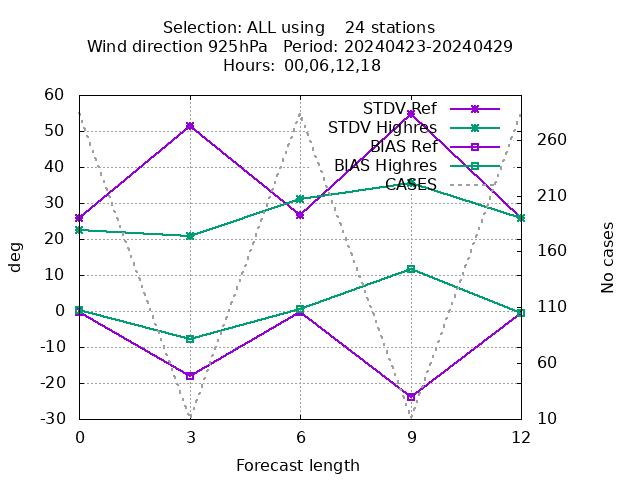 Selection: ALL using    24 stations
Wind direction 925hPa   Period: 20240423-20240429
Hours: 00,06,12,18
STDV Ref
STDV Highres
BIAS Ref
BIAS Highres
CASES
60
50
40
30
20
10
0
-10
-20
-30
deg
260
210
160
110
60
10
No cases
0 3 6 9 12
Forecast length